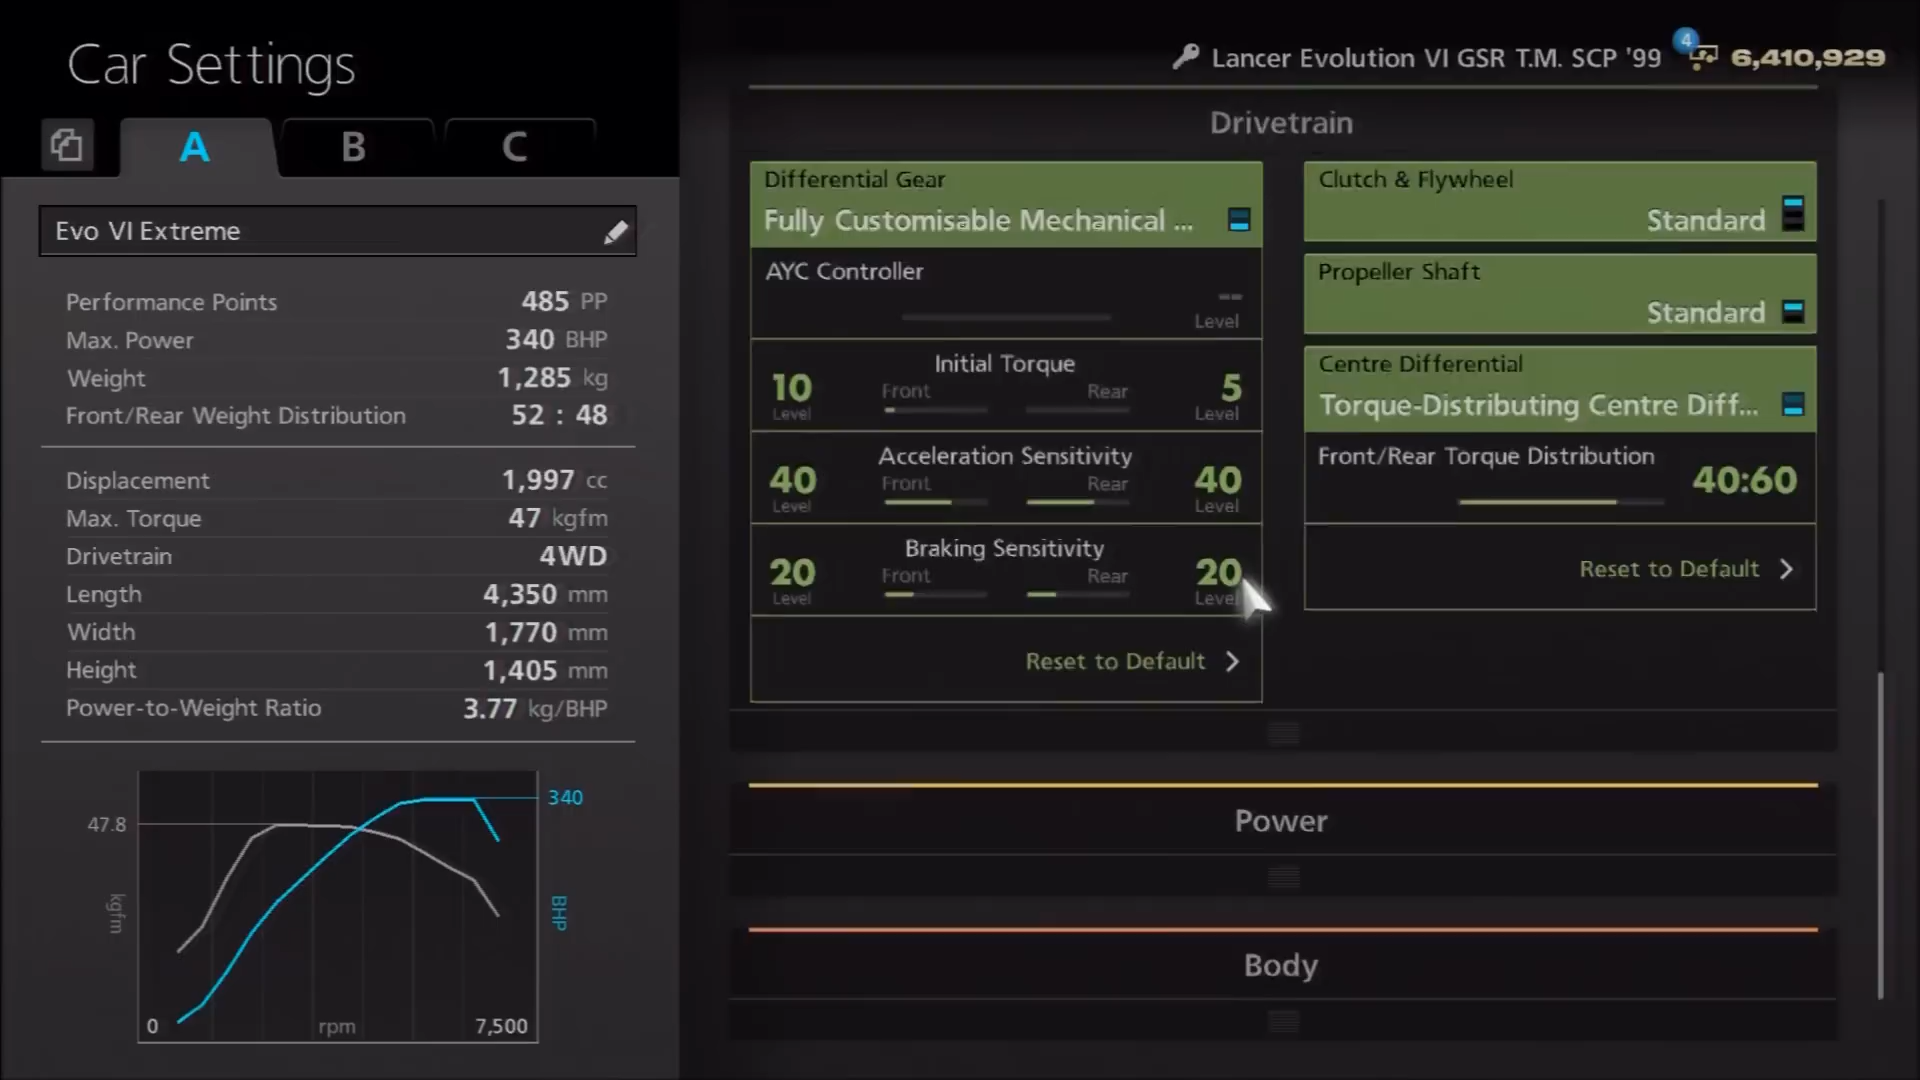 Car Settings
Lancer Evolution VI GSR T.M. SCP '99
4
6,410,929
A
B
C
Evo VI Extreme
Performance Points 485 PP
Max. Power 340 BHP
Weight 1,285 kg
Front/Rear Weight Distribution 52 : 48
Displacement 1,997 cc
Max. Torque 47 kgfm
Drivetrain 4WD
Length 4,350 mm
Width 1,770 mm
Height 1,405 mm
Power-to-Weight Ratio 3.77 kg/BHP
340
47.8
kgfm
BHP
0 rpm 7,500
Drivetrain
Differential Gear
Fully Customisable Mechanical ...
AYC Controller
--
Level
Initial Torque
10 Front Rear 5
Level Level
Acceleration Sensitivity
40 Front Rear 40
Level Level
Braking Sensitivity
20 Front Rear 20
Level Level
Reset to Default
Clutch & Flywheel
Standard
Propeller Shaft
Standard
Centre Differential
Torque-Distributing Centre Diff...
Front/Rear Torque Distribution
40:60
Reset to Default
Power
Body